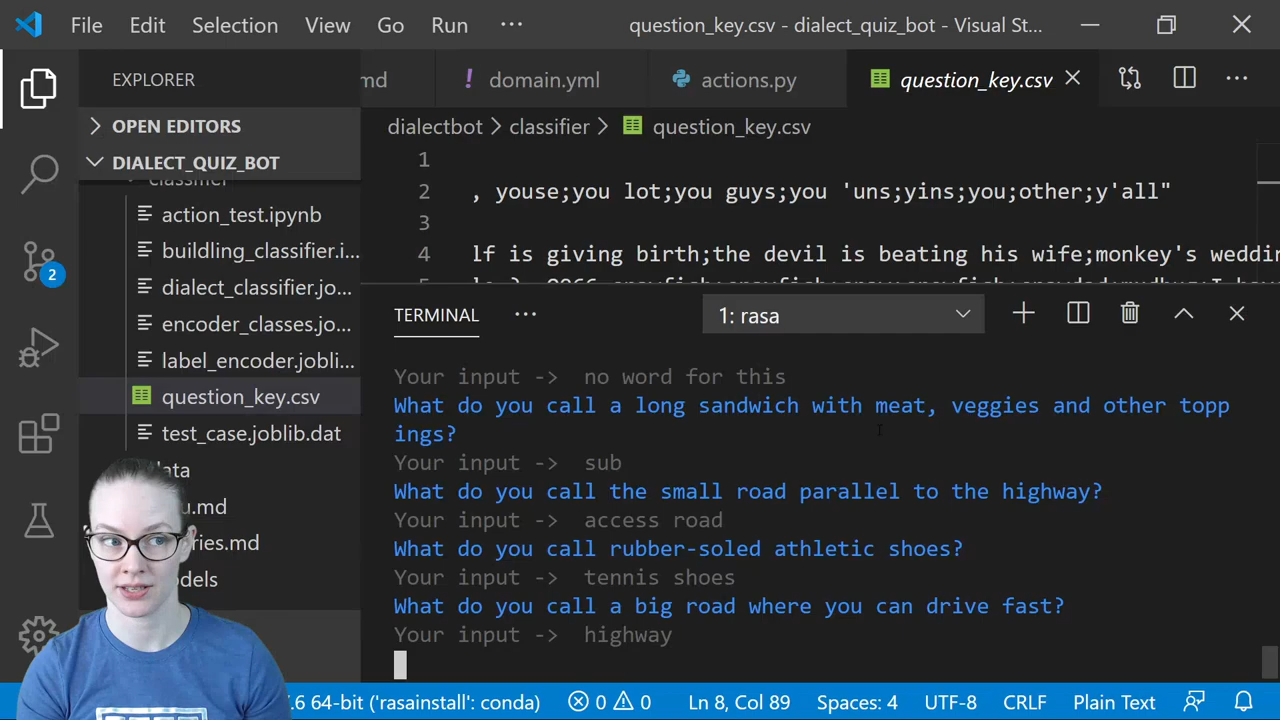 File Edit Selection View Go Run ··· question_key.csv - dialect_quiz_bot - Visual St...
EXPLORER
OPEN EDITORS
DIALECT_QUIZ_BOT
classifier
action_test.ipynb
buildling_classifier.i...
dialect_classifier.jo...
encoder_classes.jo...
label_encoder.jobli...
question_key.csv
test_case.joblib.dat
2
md domain.yml actions.py question_key.csv
dialectbot > classifier > question_key.csv
1
2 , youse;you lot;you guys;you 'uns;yins;you;other;y'all"
3
4 lf is giving birth;the devil is beating his wife;monkey's weddin
5
TERMINAL ··· 1: rasa
Your input -> no word for this
What do you call a long sandwich with meat, veggies and other topp
ings?
Your input -> sub
What do you call the small road parallel to the highway?
Your input -> access road
What do you call rubber-soled athletic shoes?
Your input -> tennis shoes
What do you call a big road where you can drive fast?
Your input -> highway
.6 64-bit ('rasainstall': conda) 0 0 Ln 8, Col 89 Spaces: 4 UTF-8 CRLF Plain Text